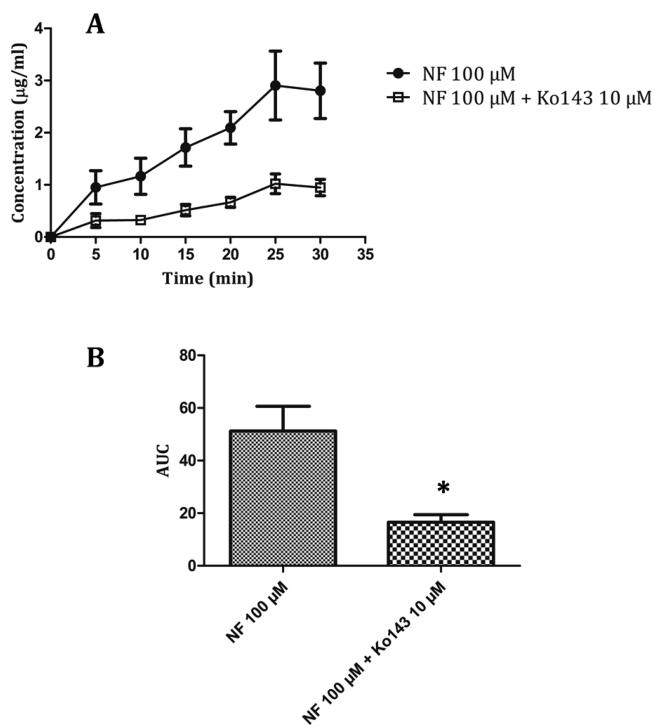 A
Concentration (µg/ml)
4
3
2
1
0
0 5 10 15 20 25 30 35
Time (min)
NF 100 µM
NF 100 µM + Ko143 10 µM
B
AUC
80
60
40
20
0
*
NF 100 µM
NF 100 µM + Ko143 10 µM